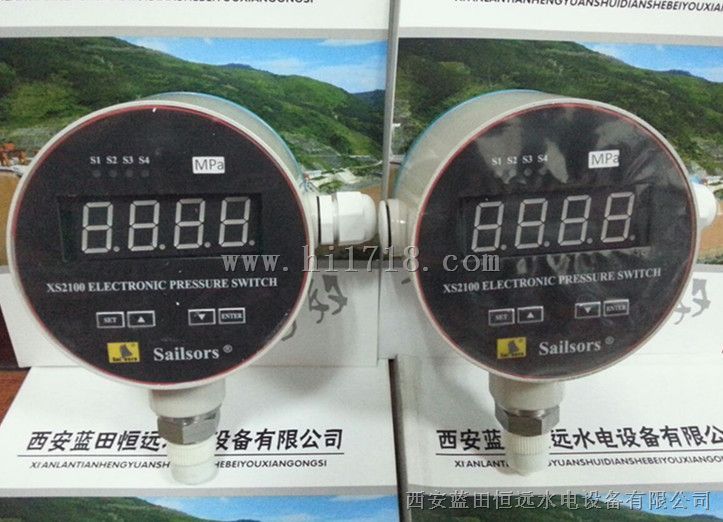 XIANLANTIANHENGYUANSHUIDIANSHEBEIYOUXIANGONGSI
XIANLANTIANHENGYUANSHUIDIANSHEBEIYOUXIANGONGSI
S1 S2 S3 S4
MPa
8.8.8.8
XS2100 ELECTRONIC PRESSURE SWITCH
SET ▲ ▼ ENTER
Sailsors ®
S1 S2 S3 S4
MPa
8.8.8.8
XS2100 ELECTRONIC PRESSURE SWITCH
SET ▲ ▼ ENTER
Sailsors ®
www.hi1718.com
西安蓝田恒远水电设备有限公司
XIANLANTIANHENGYUANSHUIDIANSHEBEIYOUXIANGONGSI
西安蓝田恒远水电设备有限公司
XIANLANTIANHENGYUANSHUIDIANSHEBEIYOUXIANGONGSI
西安蓝田恒远水电设备有限公司